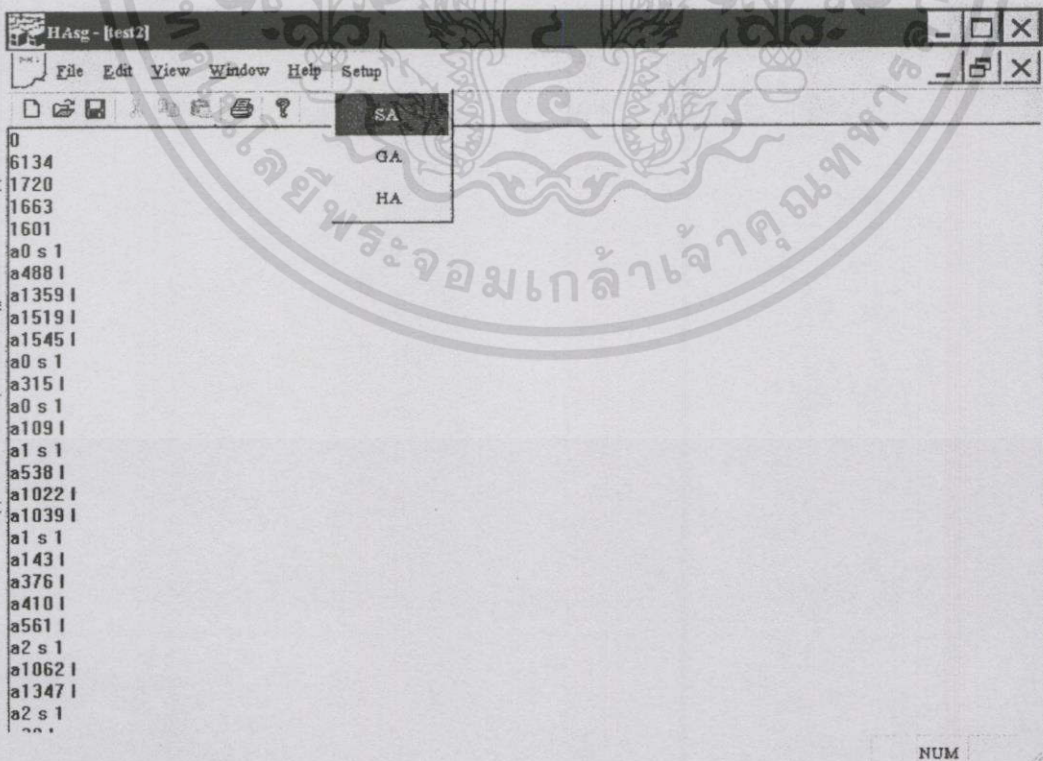 HAsg - [test2]
File Edit View Window Help Setup
SA
GA
HA
0
6134
1720
1663
1601
a0 s 1
a488 l
a1359 l
a1519 l
a1545 l
a0 s 1
a315 l
a0 s 1
a109 l
a1 s 1
a538 l
a1022 l
a1039 l
a1 s 1
a143 l
a376 l
a410 l
a561 l
a2 s 1
a1062 l
a1347 l
a2 s 1
NUM
พระจอมเกล้าเจ้าคุณทหาร